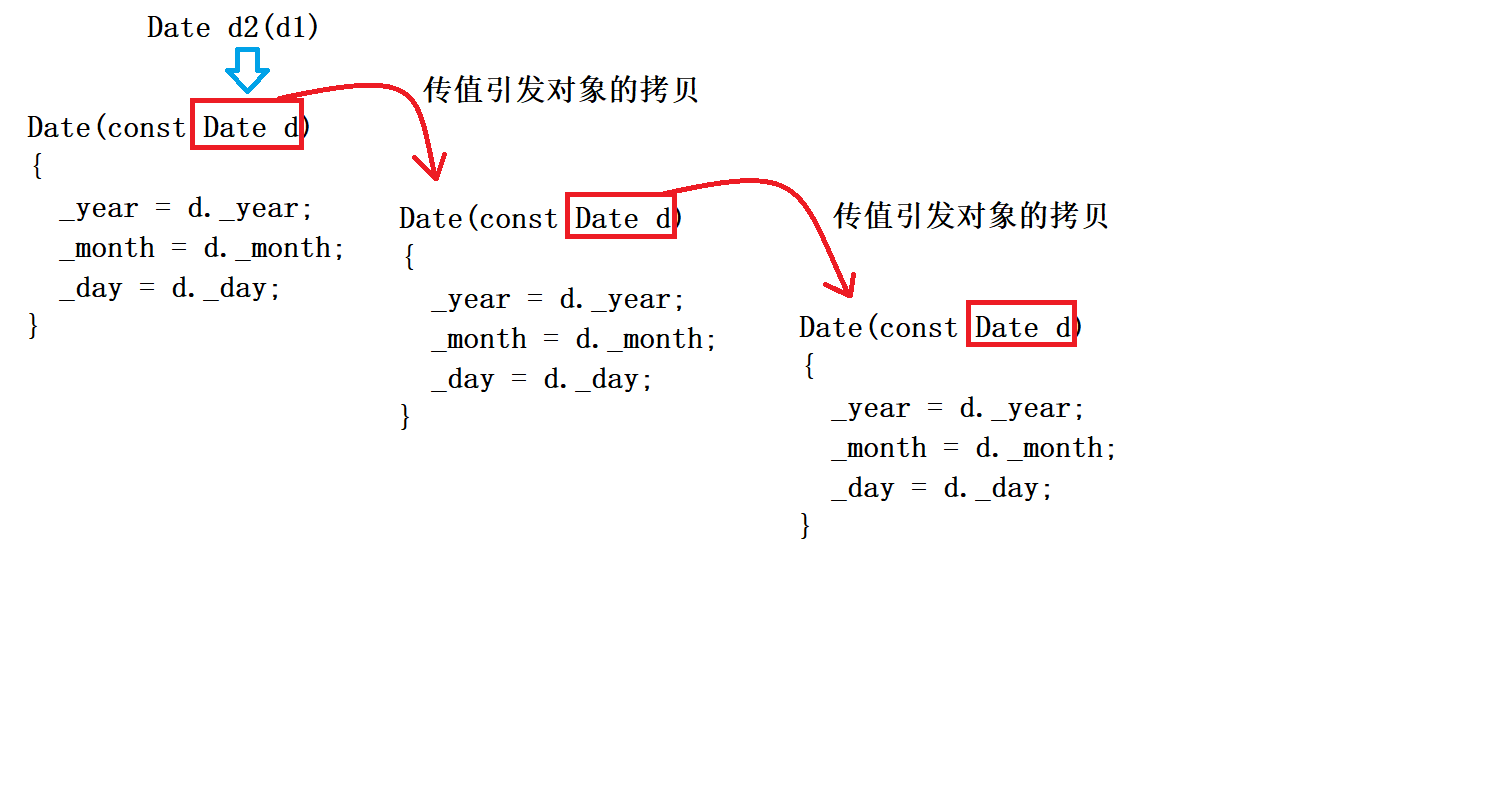 Date d2(d1)
传值引发对象的拷贝
Date(const Date d)
{
_year = d._year;
_month = d._month;
_day = d._day;
}
传值引发对象的拷贝
Date(const Date d)
{
_year = d._year;
_month = d._month;
_day = d._day;
}
Date(const Date d)
{
_year = d._year;
_month = d._month;
_day = d._day;
}